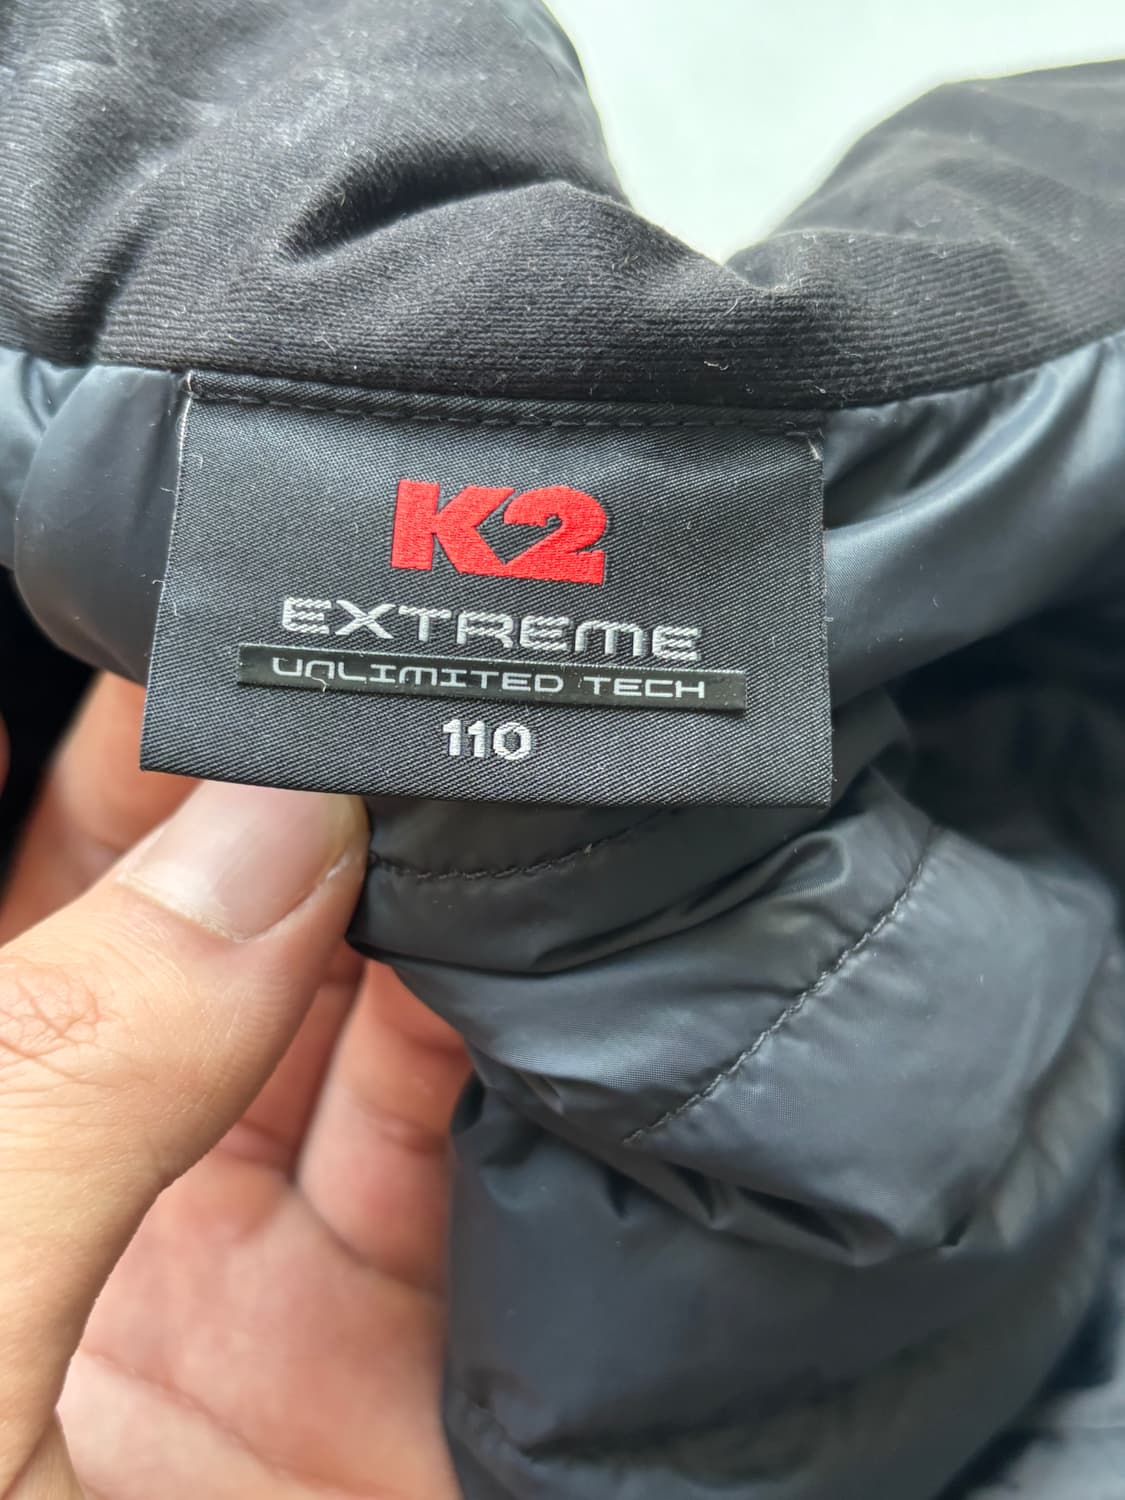 K2
EXTREME
UNLIMITED TECH
110